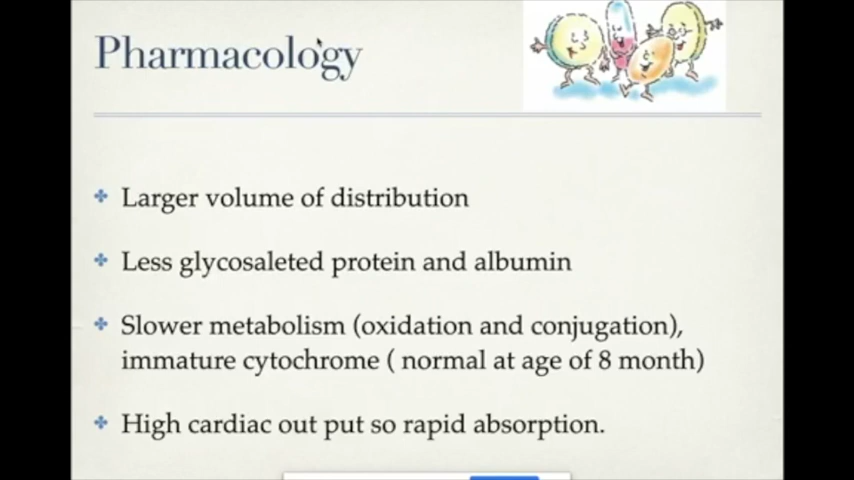 Pharmacology
Larger volume of distribution
Less glycosaleted protein and albumin
Slower metabolism (oxidation and conjugation),
immature cytochrome ( normal at age of 8 month)
High cardiac out put so rapid absorption.